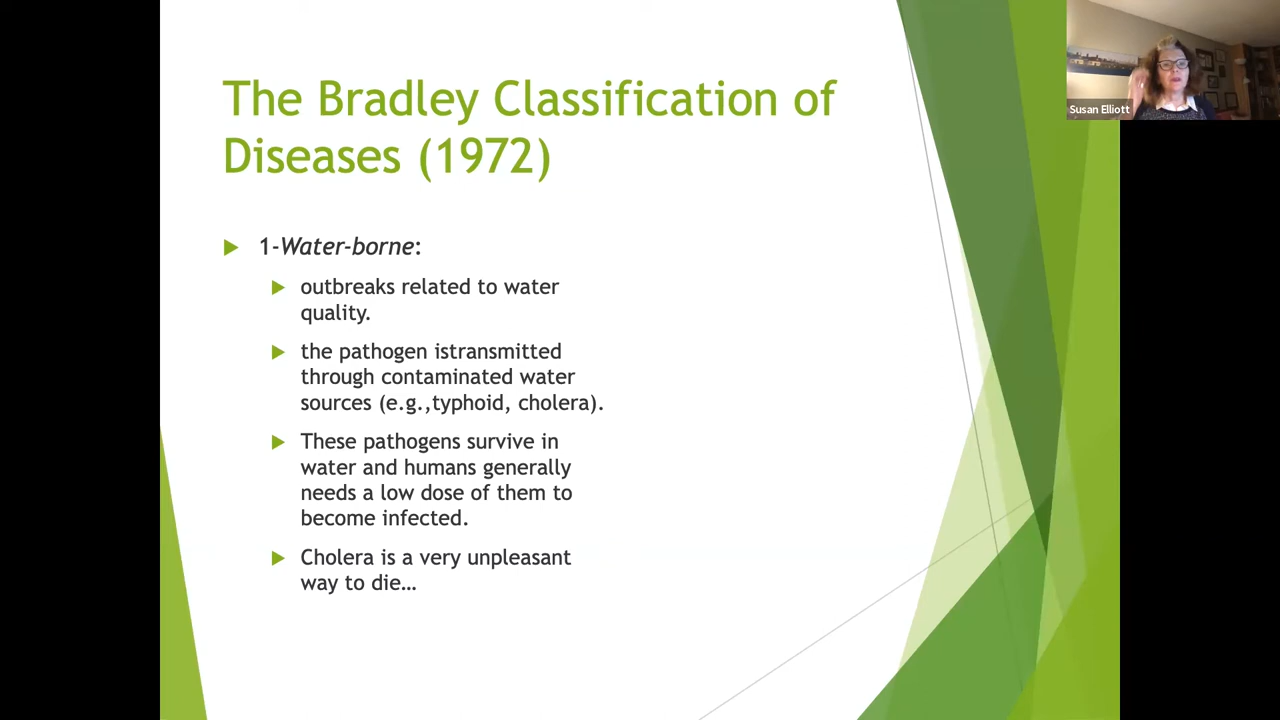 The Bradley Classification of
Diseases (1972)
1-Water-borne:
outbreaks related to water
quality.
the pathogen istransmitted
through contaminated water
sources (e.g.,typhoid, cholera).
These pathogens survive in
water and humans generally
needs a low dose of them to
become infected.
Cholera is a very unpleasant
way to die…
Susan Elliott